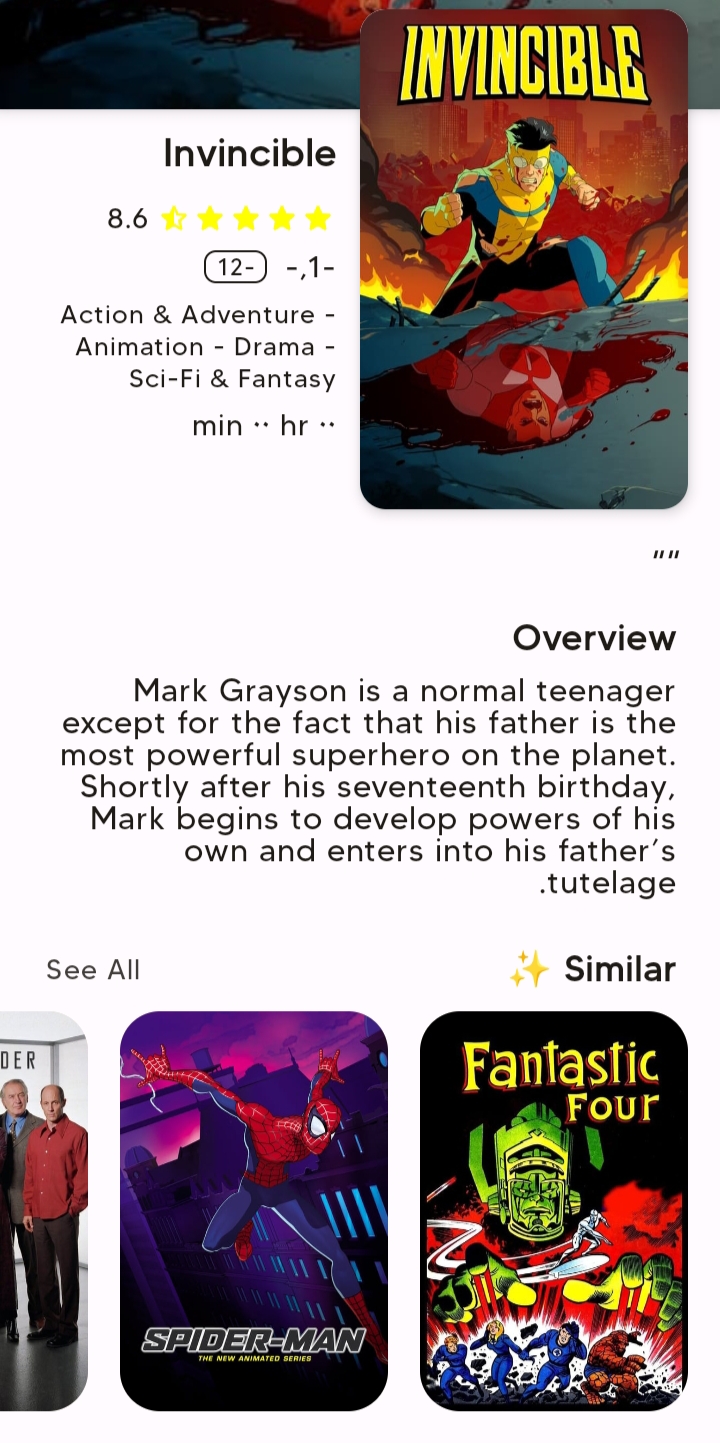 INVINCIBLE
Invincible
8.6
12- -,1-
Action & Adventure -
Animation - Drama -
Sci-Fi & Fantasy
min ·· hr ··
""
Overview
Mark Grayson is a normal teenager
except for the fact that his father is the
most powerful superhero on the planet.
Shortly after his seventeenth birthday,
Mark begins to develop powers of his
own and enters into his father’s
.tutelage
See All
✨ Similar
DER
SPIDER-MAN
THE NEW ANIMATED SERIES
Fantastic
Four